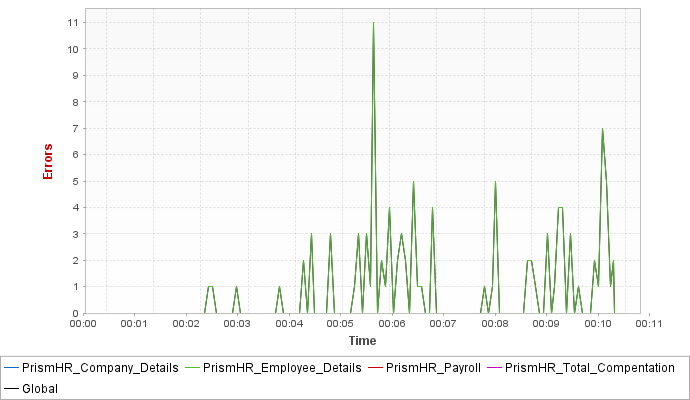 11
10
9
8
7
6
5
4
3
2
1
0
Errors
00:00 00:01 00:02 00:03 00:04 00:05 00:06 00:07 00:08 00:09 00:10 00:11
Time
PrismHR_Company_Details PrismHR_Employee_Details PrismHR_Payroll PrismHR_Total_Compentation
Global